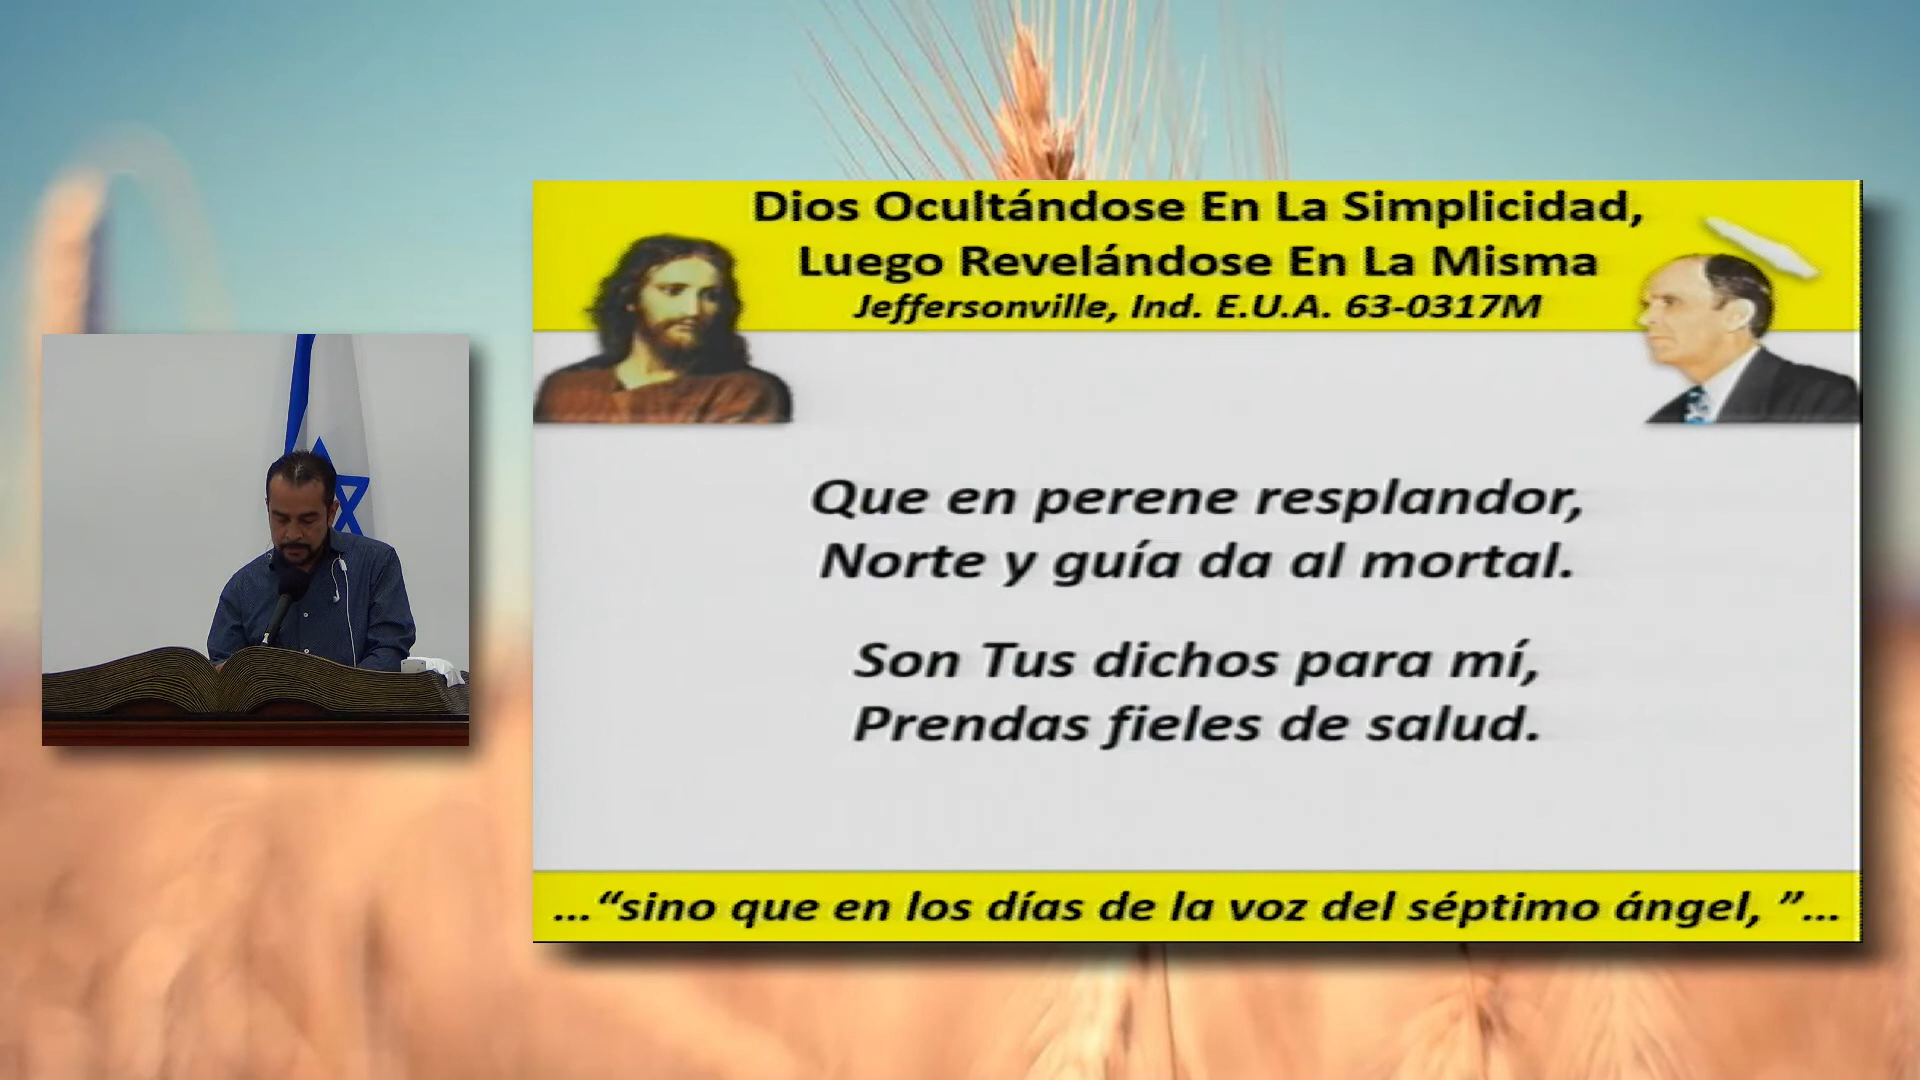 Dios Ocultándose En La Simplicidad,
Luego Revelándose En La Misma
Jeffersonville, Ind. E.U.A. 63-0317M
Que en perene resplandor,
Norte y guía da al mortal.
Son Tus dichos para mí,
Prendas fieles de salud.
...“sino que en los días de la voz del séptimo ángel, ”...